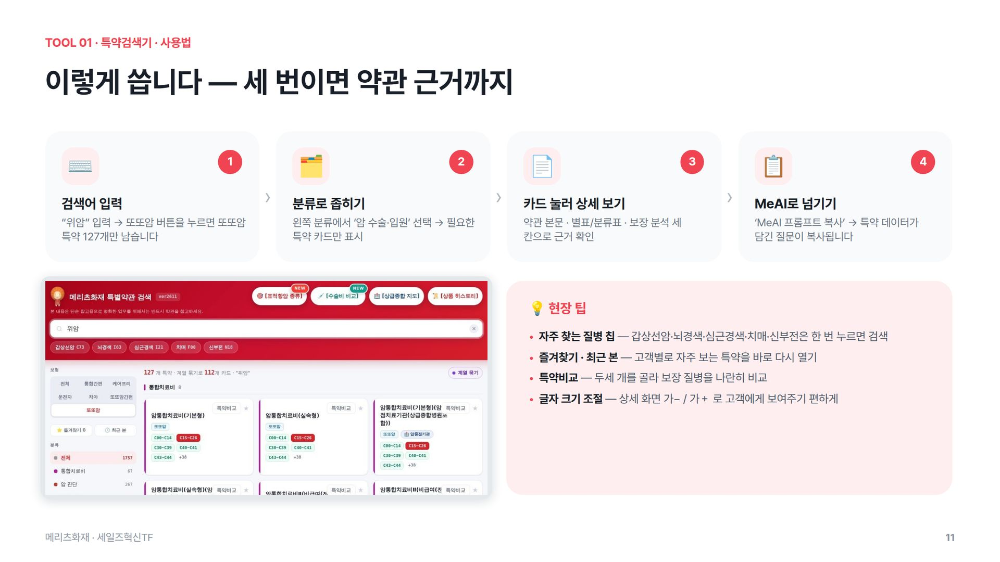 TOOL 01 · 특약검색기 · 사용법
이렇게 씁니다 — 세 번이면 약관 근거까지
1
검색어 입력
“위암” 입력 → 또또암 버튼을 누르면 또또암
특약 127개만 남습니다
›
2
분류로 좁히기
왼쪽 분류에서 ‘암 수술·입원’ 선택 → 필요한
특약 카드만 표시
›
3
카드 눌러 상세 보기
약관 본문 · 별표/분류표 · 보장 분석 세
칸으로 근거 확인
›
4
MeAI로 넘기기
‘MeAI 프롬프트 복사’ → 특약 데이터가
담긴 질문이 복사됩니다
메리츠화재 특별약관 검색 ver2611
NEW
[표적항암 종류]
NEW
[수술비 비교]
[상급종합 지도]
[상품 히스토리]
본 내용은 단순 참고용으로 명확한 업무를 위해서는 반드시 약관을 참고하세요.
위암
갑상선암 C73 뇌경색 I63 심근경색 I21 치매 F00 신부전 N18
보험
전체 통합간편 케어프리
운전자 치아 또또암간편
또또암
즐겨찾기 0 최근 본
분류
전체 1757
통합치료비 67
암 진단 267
127 개 특약 · 계열 묶기로 112개 카드 · "위암"
계열 묶기
통합치료비 8
특약비교
암통합치료비(기본형)
또또암
C00~C14 C15~C26
C30~C39 C40~C41
C43~C44 +38
특약비교
암통합치료비(실속형)
또또암
C00~C14 C15~C26
C30~C39 C40~C41
C43~C44 +38
암통합치료비(기본형)(암 특약비교
점치료기관(상급종합병원포
함))
또또암 암중점기관
C00~C14 C15~C26
C30~C39 C40~C41
C43~C44 +38
암통합치료비(실속형)(암 특약비교
암통합치료비Ⅱ(비급여(전 특약비교
암통합치료비Ⅱ(비급여(전 특약비교
현장 팁
• 자주 찾는 질병 칩 — 갑상선암·뇌경색·심근경색·치매·신부전은 한 번 누르면 검색
• 즐겨찾기 · 최근 본 — 고객별로 자주 보는 특약을 바로 다시 열기
• 특약비교 — 두세 개를 골라 보장 질병을 나란히 비교
• 글자 크기 조절 — 상세 화면 가− / 가+ 로 고객에게 보여주기 편하게
메리츠화재 · 세일즈혁신TF
11